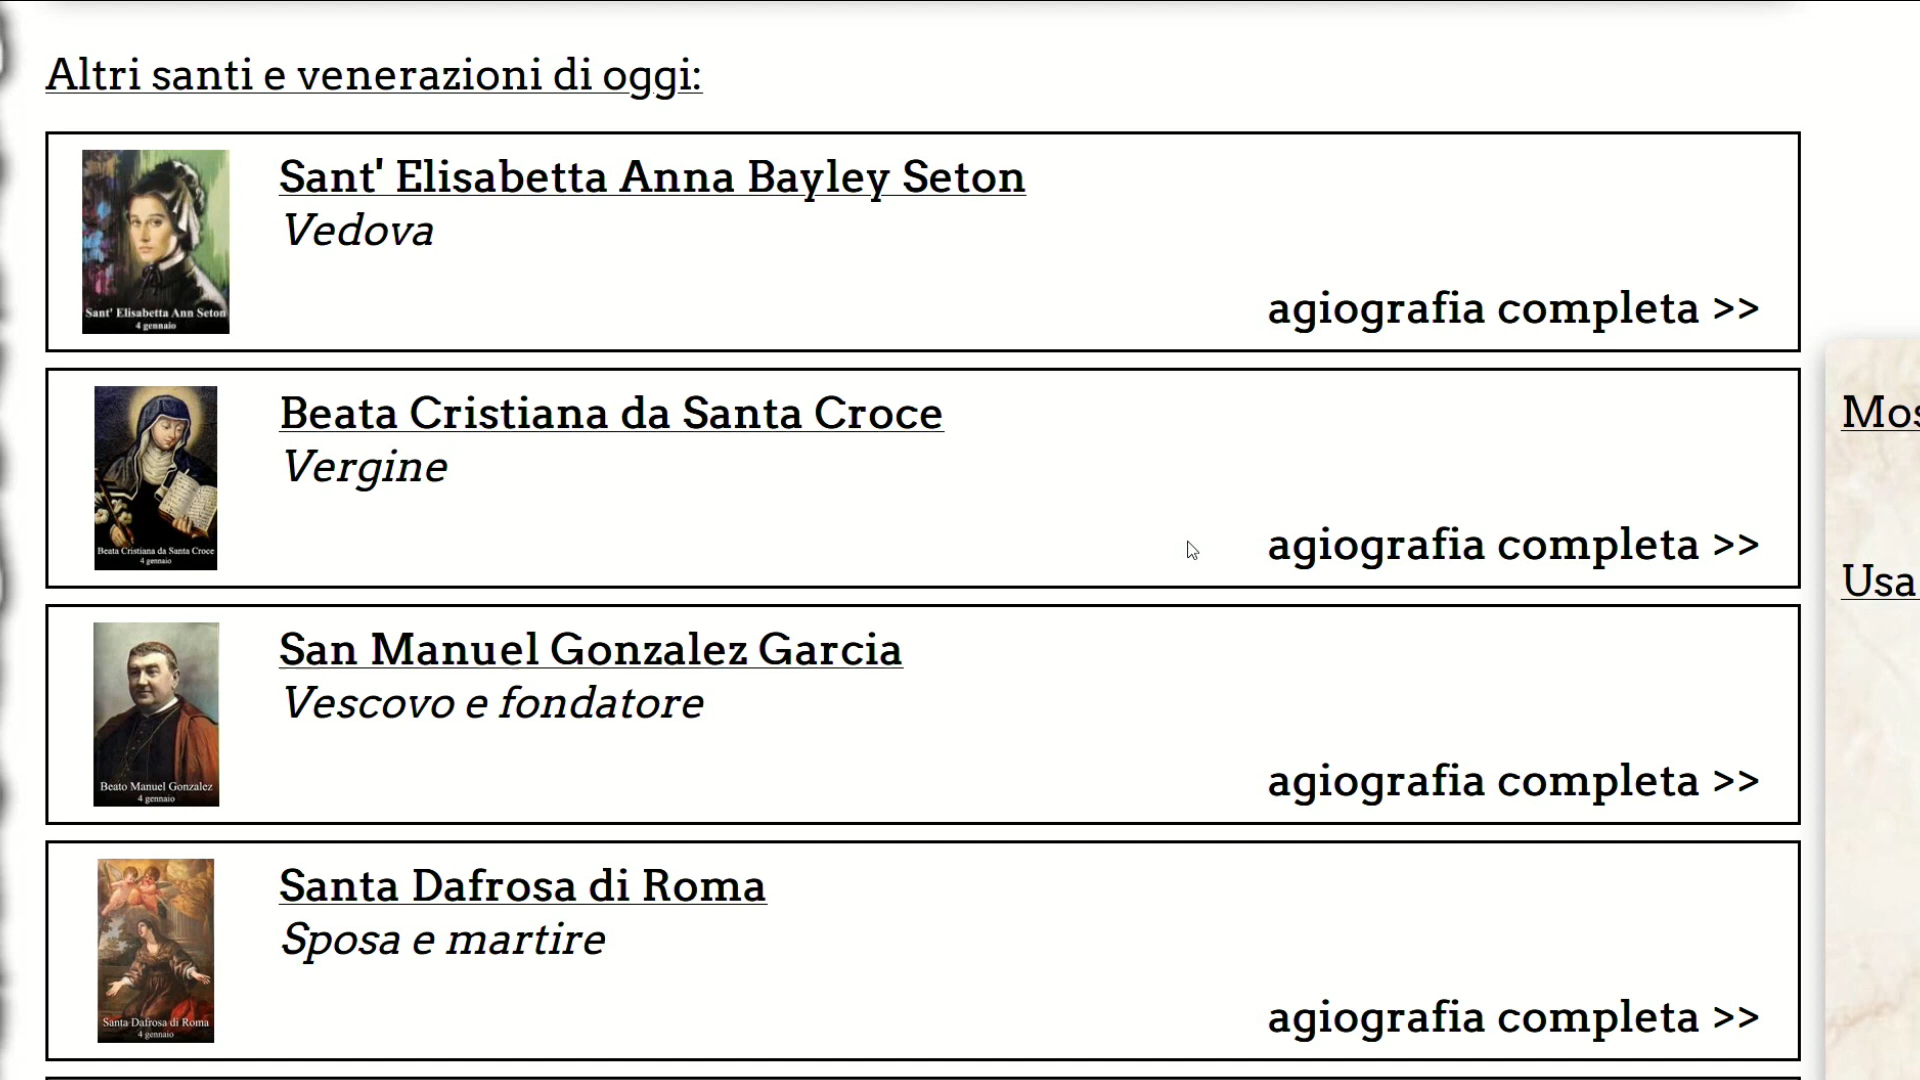 Altri santi e venerazioni di oggi:
Sant' Elisabetta Anna Bayley Seton
Vedova
agiografia completa >>
Sant' Elisabetta Ann Seton
4 gennaio
Beata Cristiana da Santa Croce
Vergine
agiografia completa >>
Beata Cristiana da Santa Croce
4 gennaio
San Manuel Gonzalez Garcia
Vescovo e fondatore
agiografia completa >>
Beato Manuel Gonzalez
4 gennaio
Santa Dafrosa di Roma
Sposa e martire
agiografia completa >>
Santa Dafrosa di Roma
4 gennaio
Mos
Usa